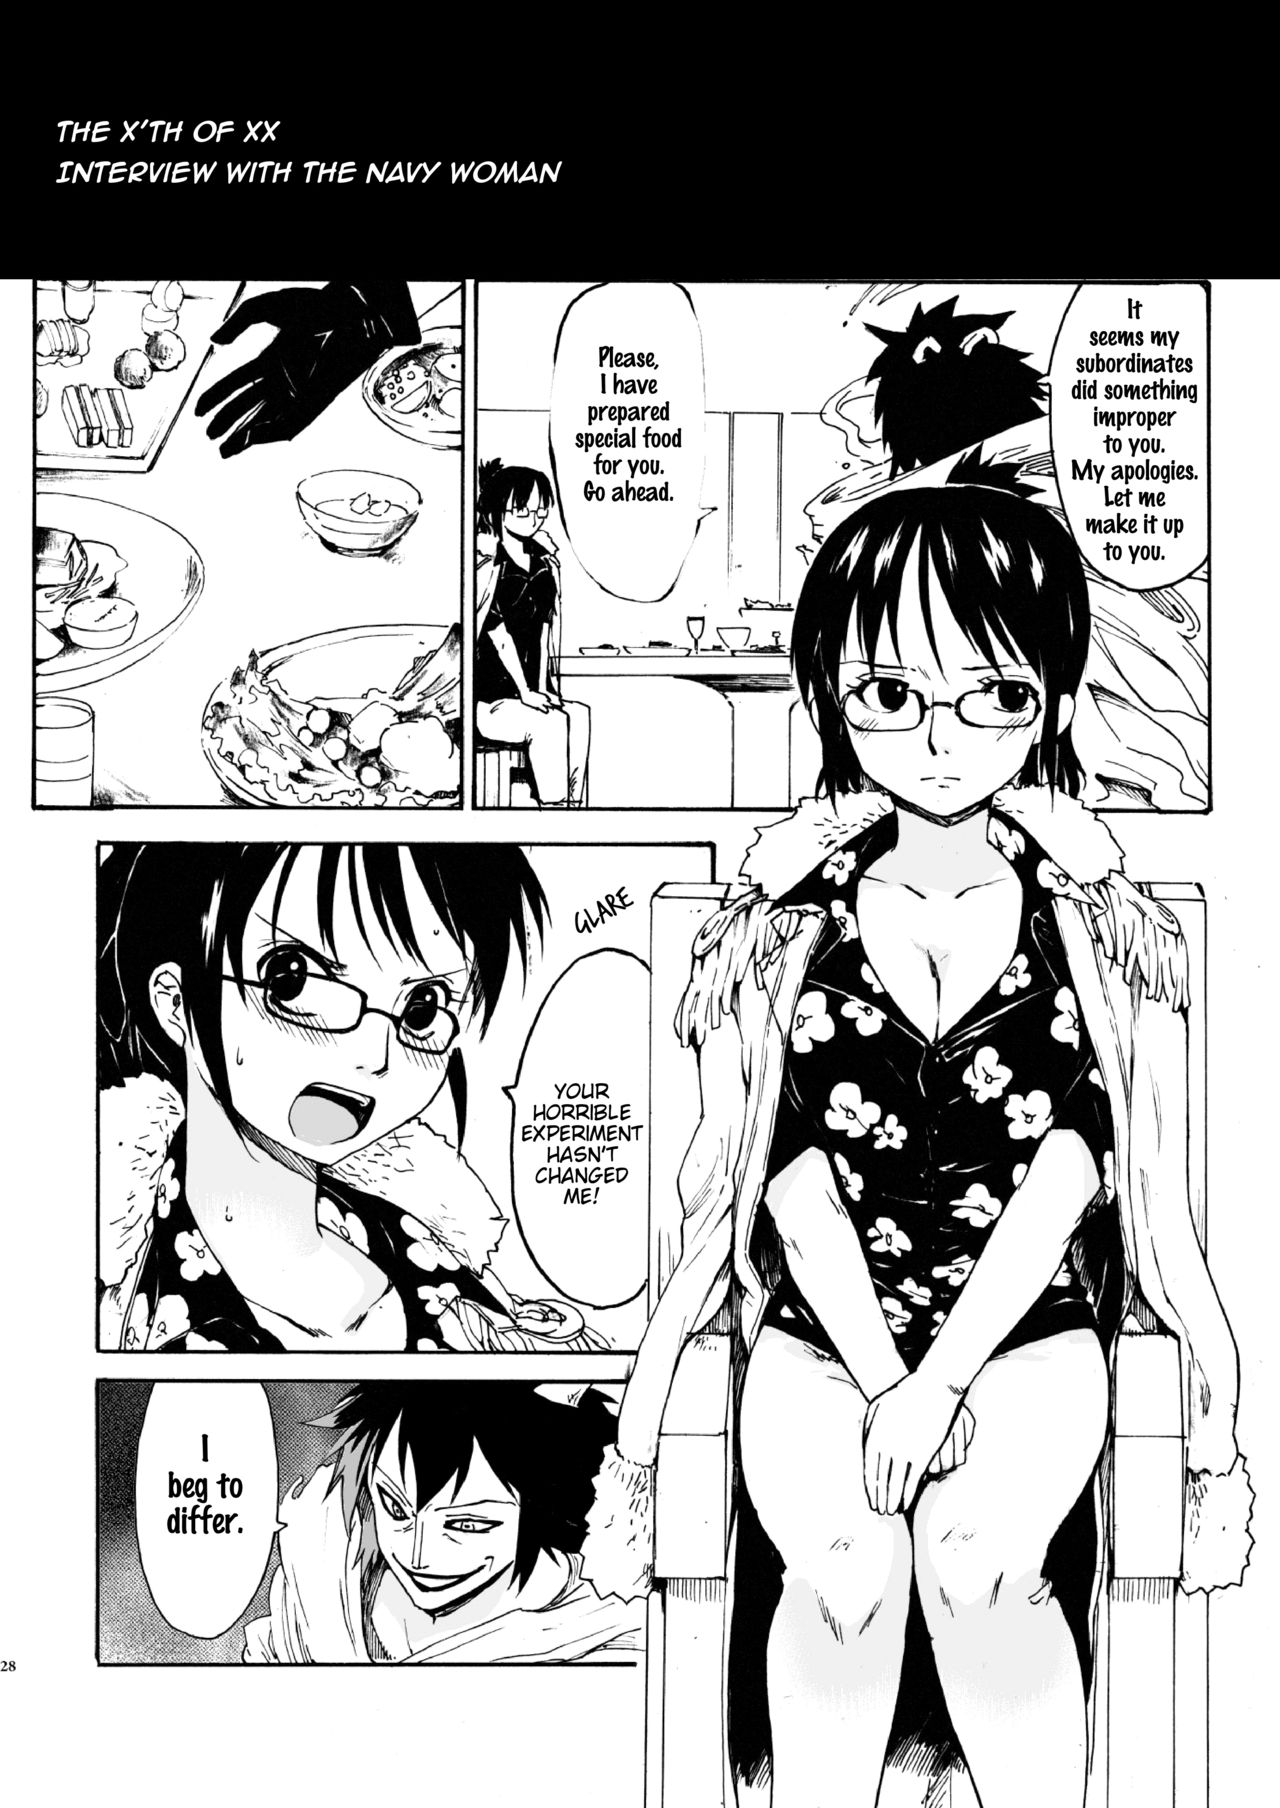 THE X'TH OF XX
INTERVIEW WITH THE NAVY WOMAN
It
seems my
subordinates
did something
improper
to you.
My apologies.
Let me
make it up
to you.
Please,
I have
prepared
special food
for you.
Go ahead.
GLARE
YOUR
HORRIBLE
EXPERIMENT
HASN'T
CHANGED
ME!
I
beg to
differ.
28